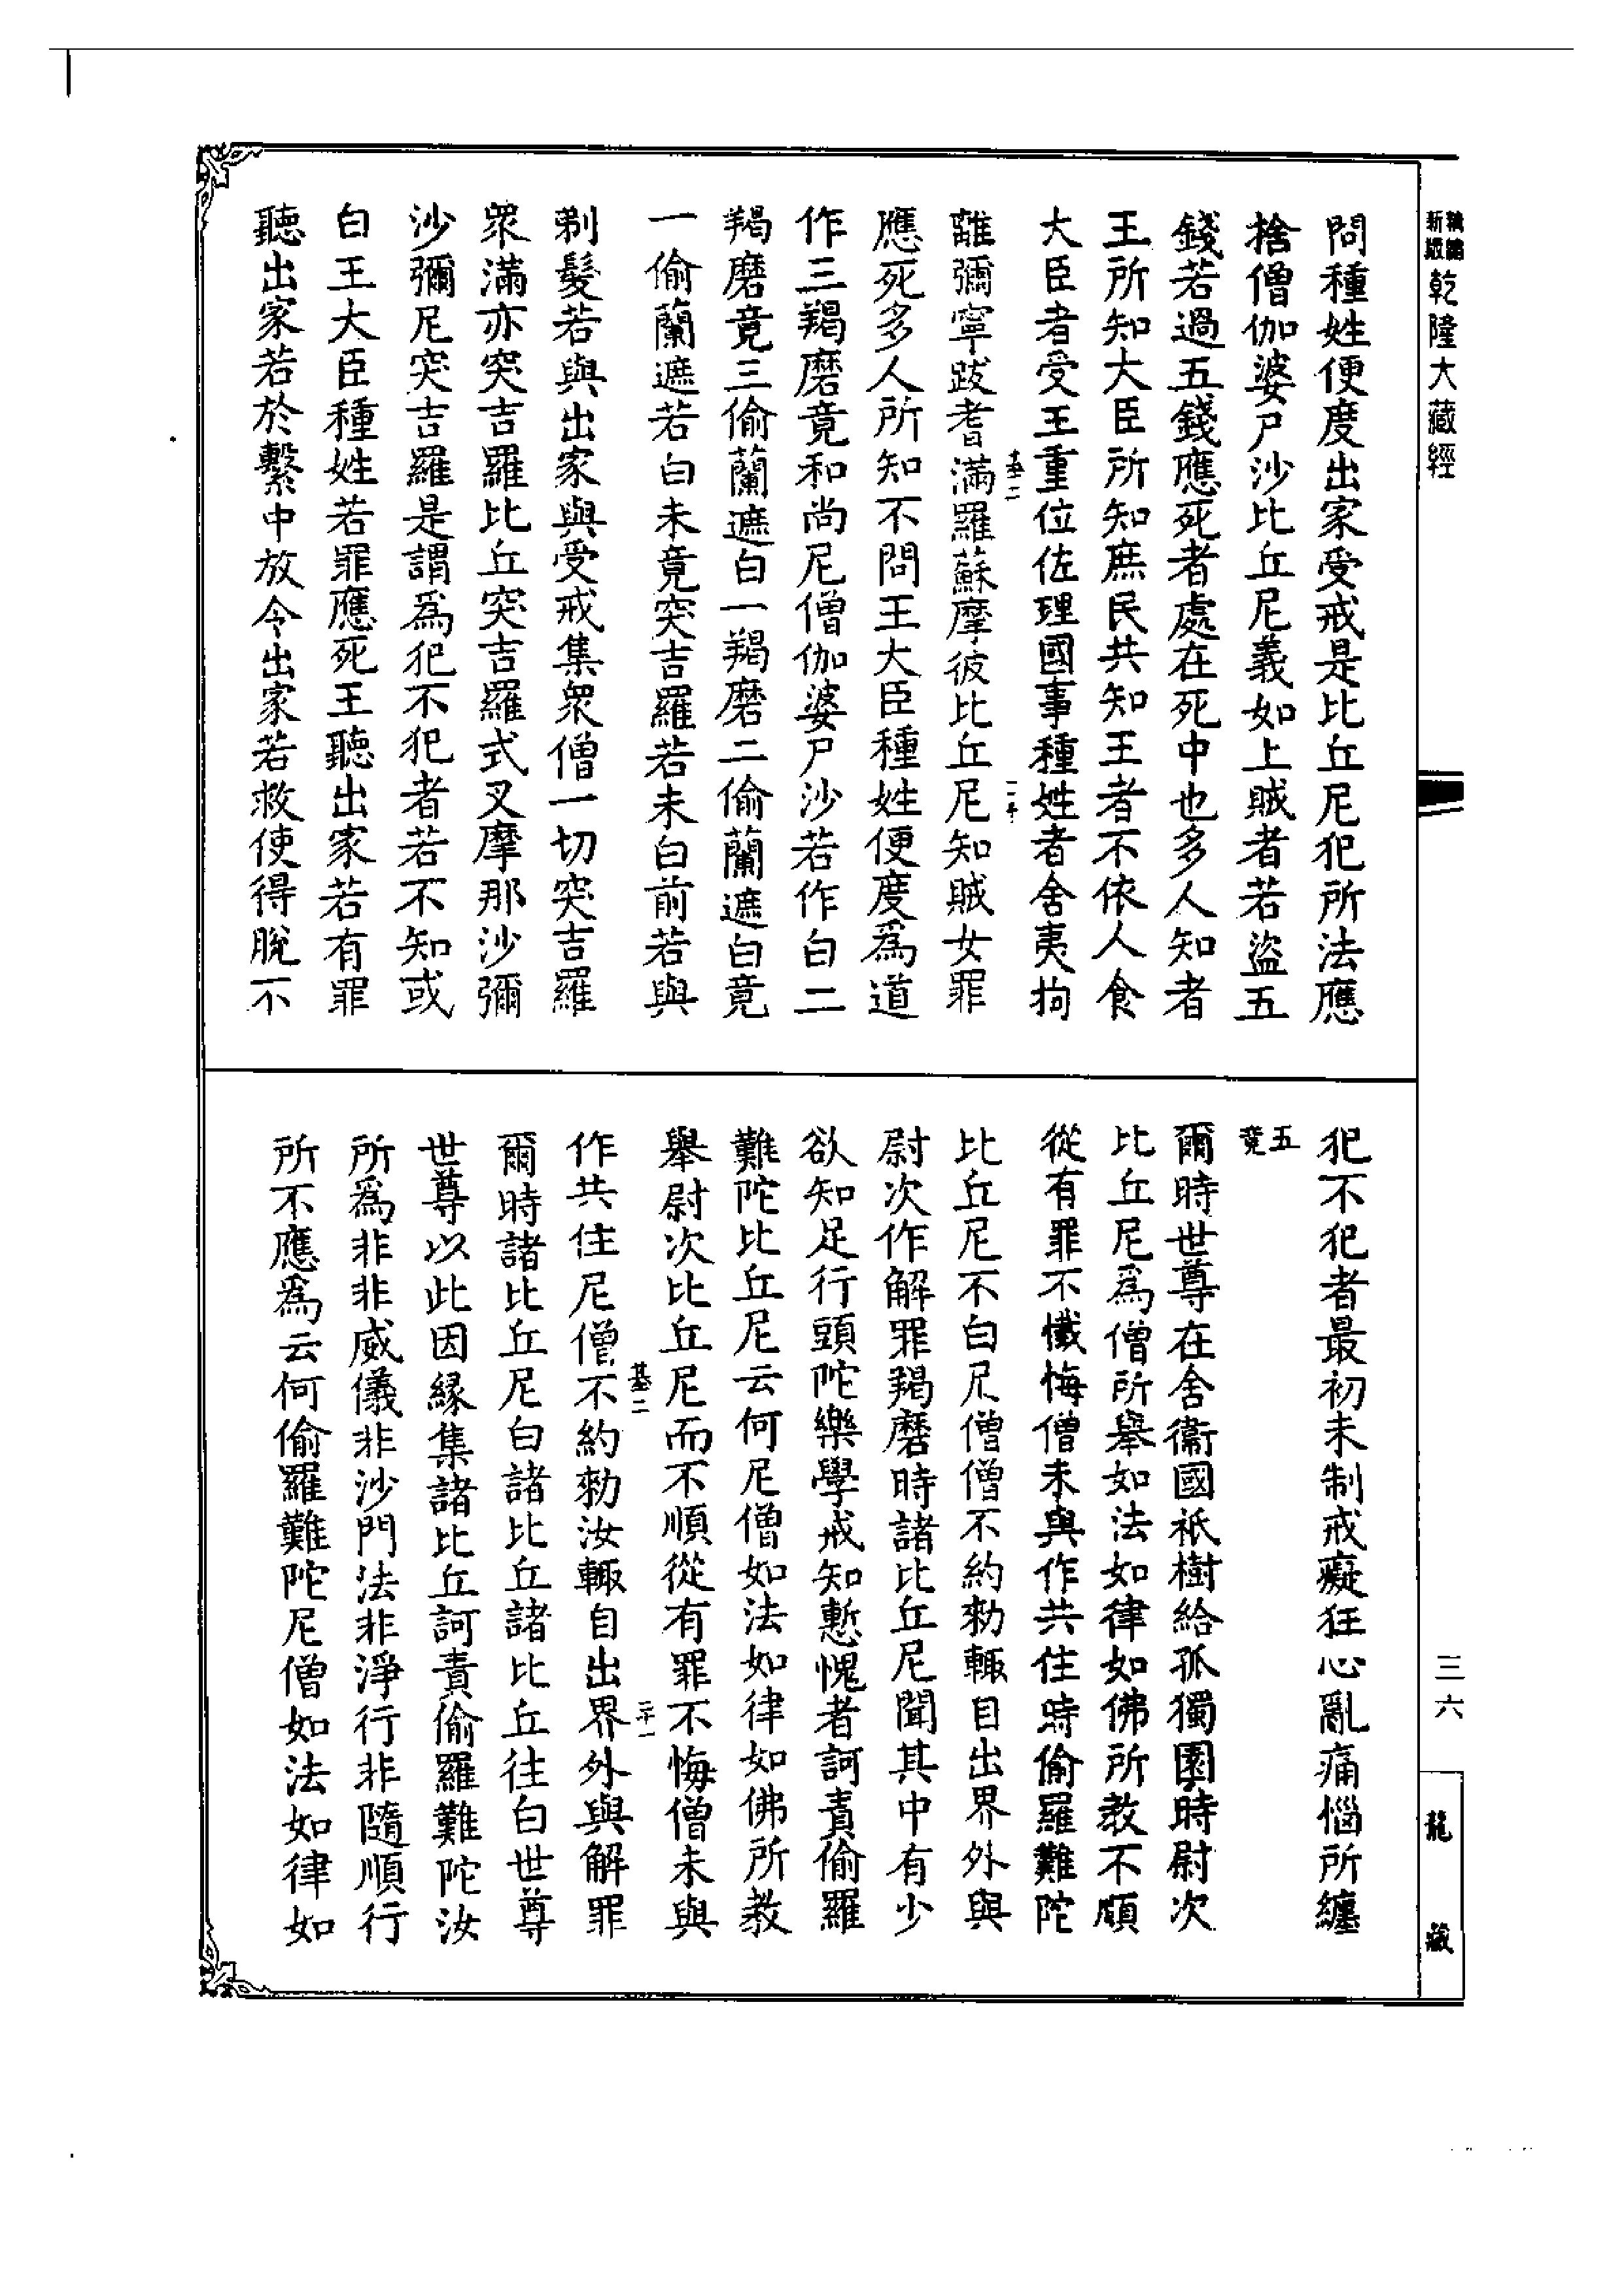 新編縮版
乾隆大藏經
問種姓便度出家受戒是比丘尼犯所法應
捨僧伽婆尸沙比丘尼義如上賊者若盜五
錢若過五錢應死者處在死中也多人知者
王所知大臣所知庶民共知王者不依人食
大臣者受王重位佐理國事種姓者舍夷拘
離彌寧跋耆滿羅蘇摩彼比丘尼知賊女罪
應死多人所知不問王大臣種姓便度為道
作三羯磨竟和尚尼僧伽婆尸沙若作白二
羯磨竟三偷蘭遮白一羯磨二偷蘭遮白竟
一偷蘭遮若白未竟突吉羅若未白前若與
剃髮若與出家與受戒集衆僧一切突吉羅
衆滿亦突吉羅比丘突吉羅式叉摩那沙彌
沙彌尼突吉羅是謂為犯不犯者若不知或
白王大臣種姓若罪應死王聽出家若有罪
聽出家若於繫中放令出家若救使得脫不
犯不犯者最初未制戒癡狂心亂痛惱所纏
五竟
爾時世尊在舍衞國祇樹給孤獨園時尉次
比丘尼為僧所舉如法如律如佛所教不順
從有罪不懺悔僧未與作共住時偷羅難陀
比丘尼不白尼僧僧不約勑輒自出界外與
尉次作解罪羯磨時諸比丘尼聞其中有少
欲知足行頭陀樂學戒知慙愧者訶責偷羅
難陀比丘尼云何尼僧如法如律如佛所教
舉尉次比丘尼而不順從有罪不悔僧未與
作共住尼僧不約勑汝輒自出界外與解罪
爾時諸比丘尼白諸比丘諸比丘往白世尊
世尊以此因緣集諸比丘訶責偷羅難陀汝
所為非非威儀非沙門法非淨行非隨順行
所不應為云何偷羅難陀尼僧如法如律如
三六
龍藏